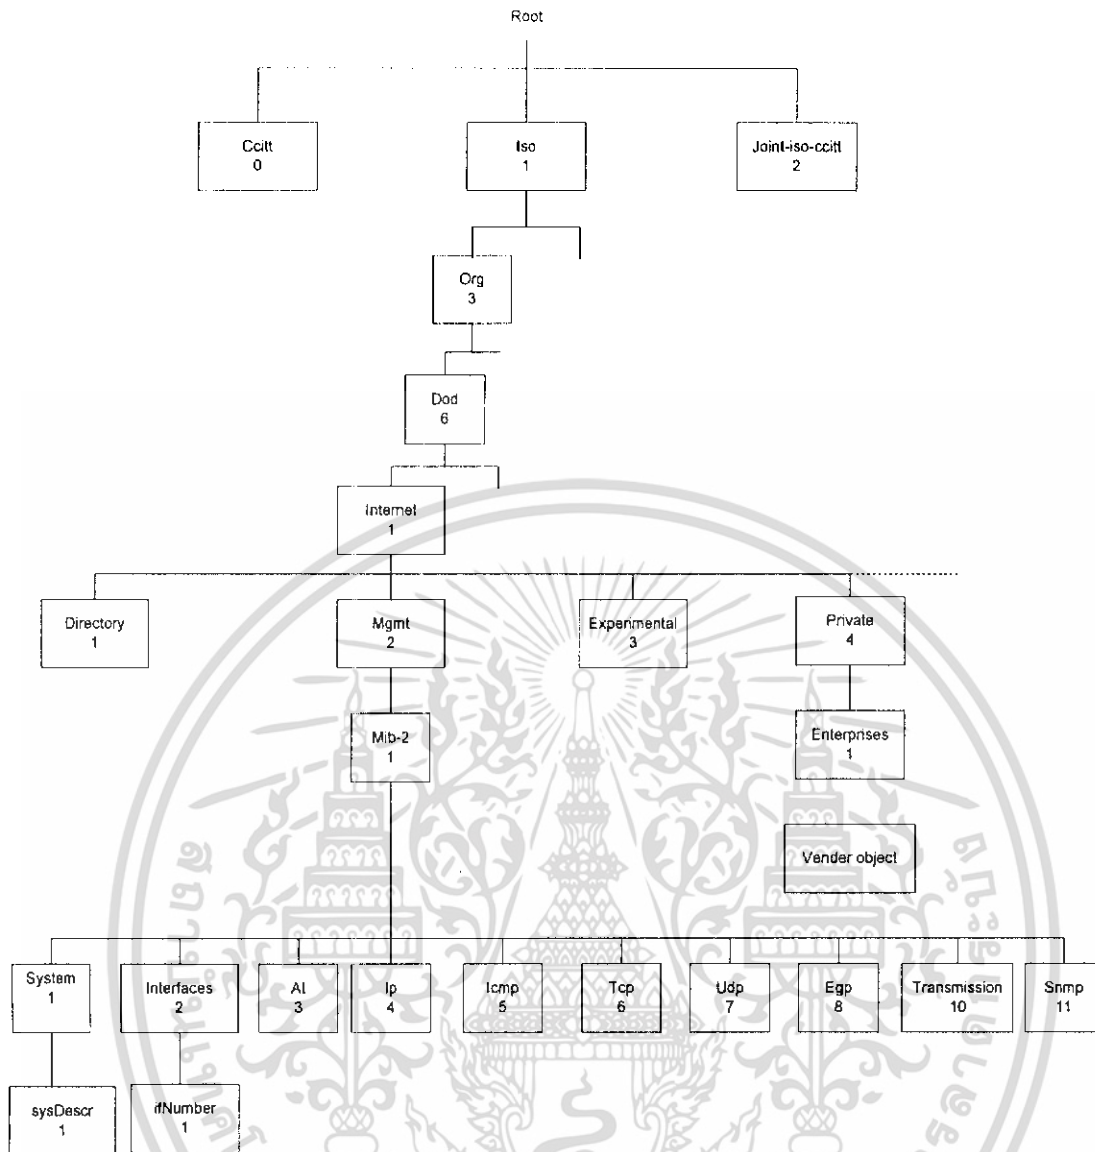 Root
Ccitt
0
Iso
1
Joint-iso-ccitt
2
Org
3
Dod
6
Internet
1
Directory
1
Mgmt
2
Experimental
3
Private
4
Mib-2
1
Enterprises
1
Vender object
System
1
Interfaces
2
At
3
Ip
4
Icmp
5
Tcp
6
Udp
7
Egp
8
Transmission
10
Snmp
11
sysDescr
1
ifNumber
1